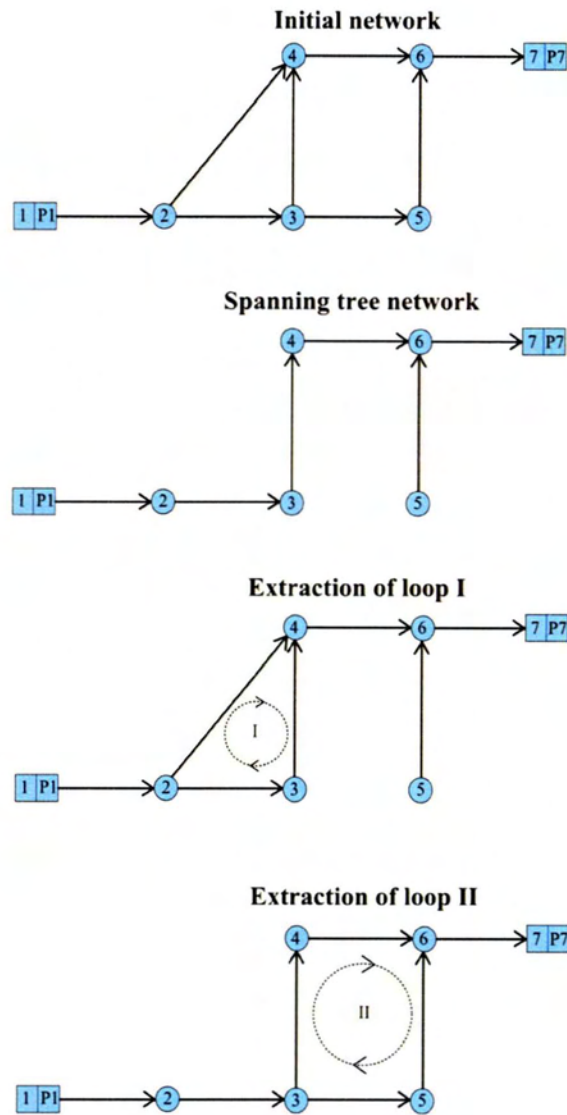 Initial network
4 6 7 P7
1 P1 2 3 5
Spanning tree network
4 6 7 P7
1 P1 2 3 5
Extraction of loop I
4 6 7 P7
I
1 P1 2 3 5
Extraction of loop II
4 6 7 P7
II
1 P1 2 3 5